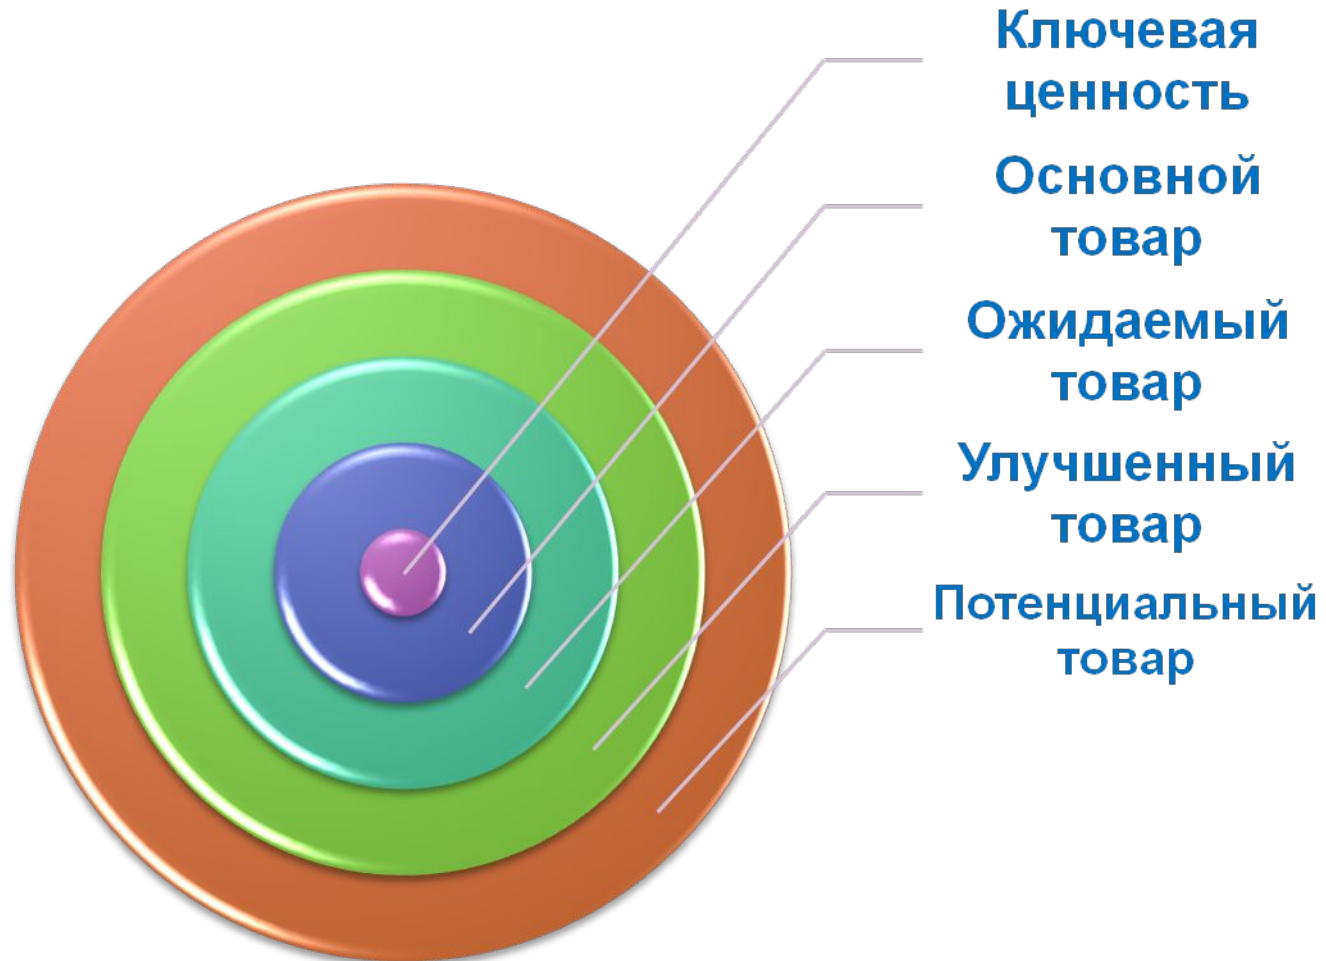 Ключевая
ценность
Основной
товар
Ожидаемый
товар
Улучшенный
товар
Потенциальный
товар